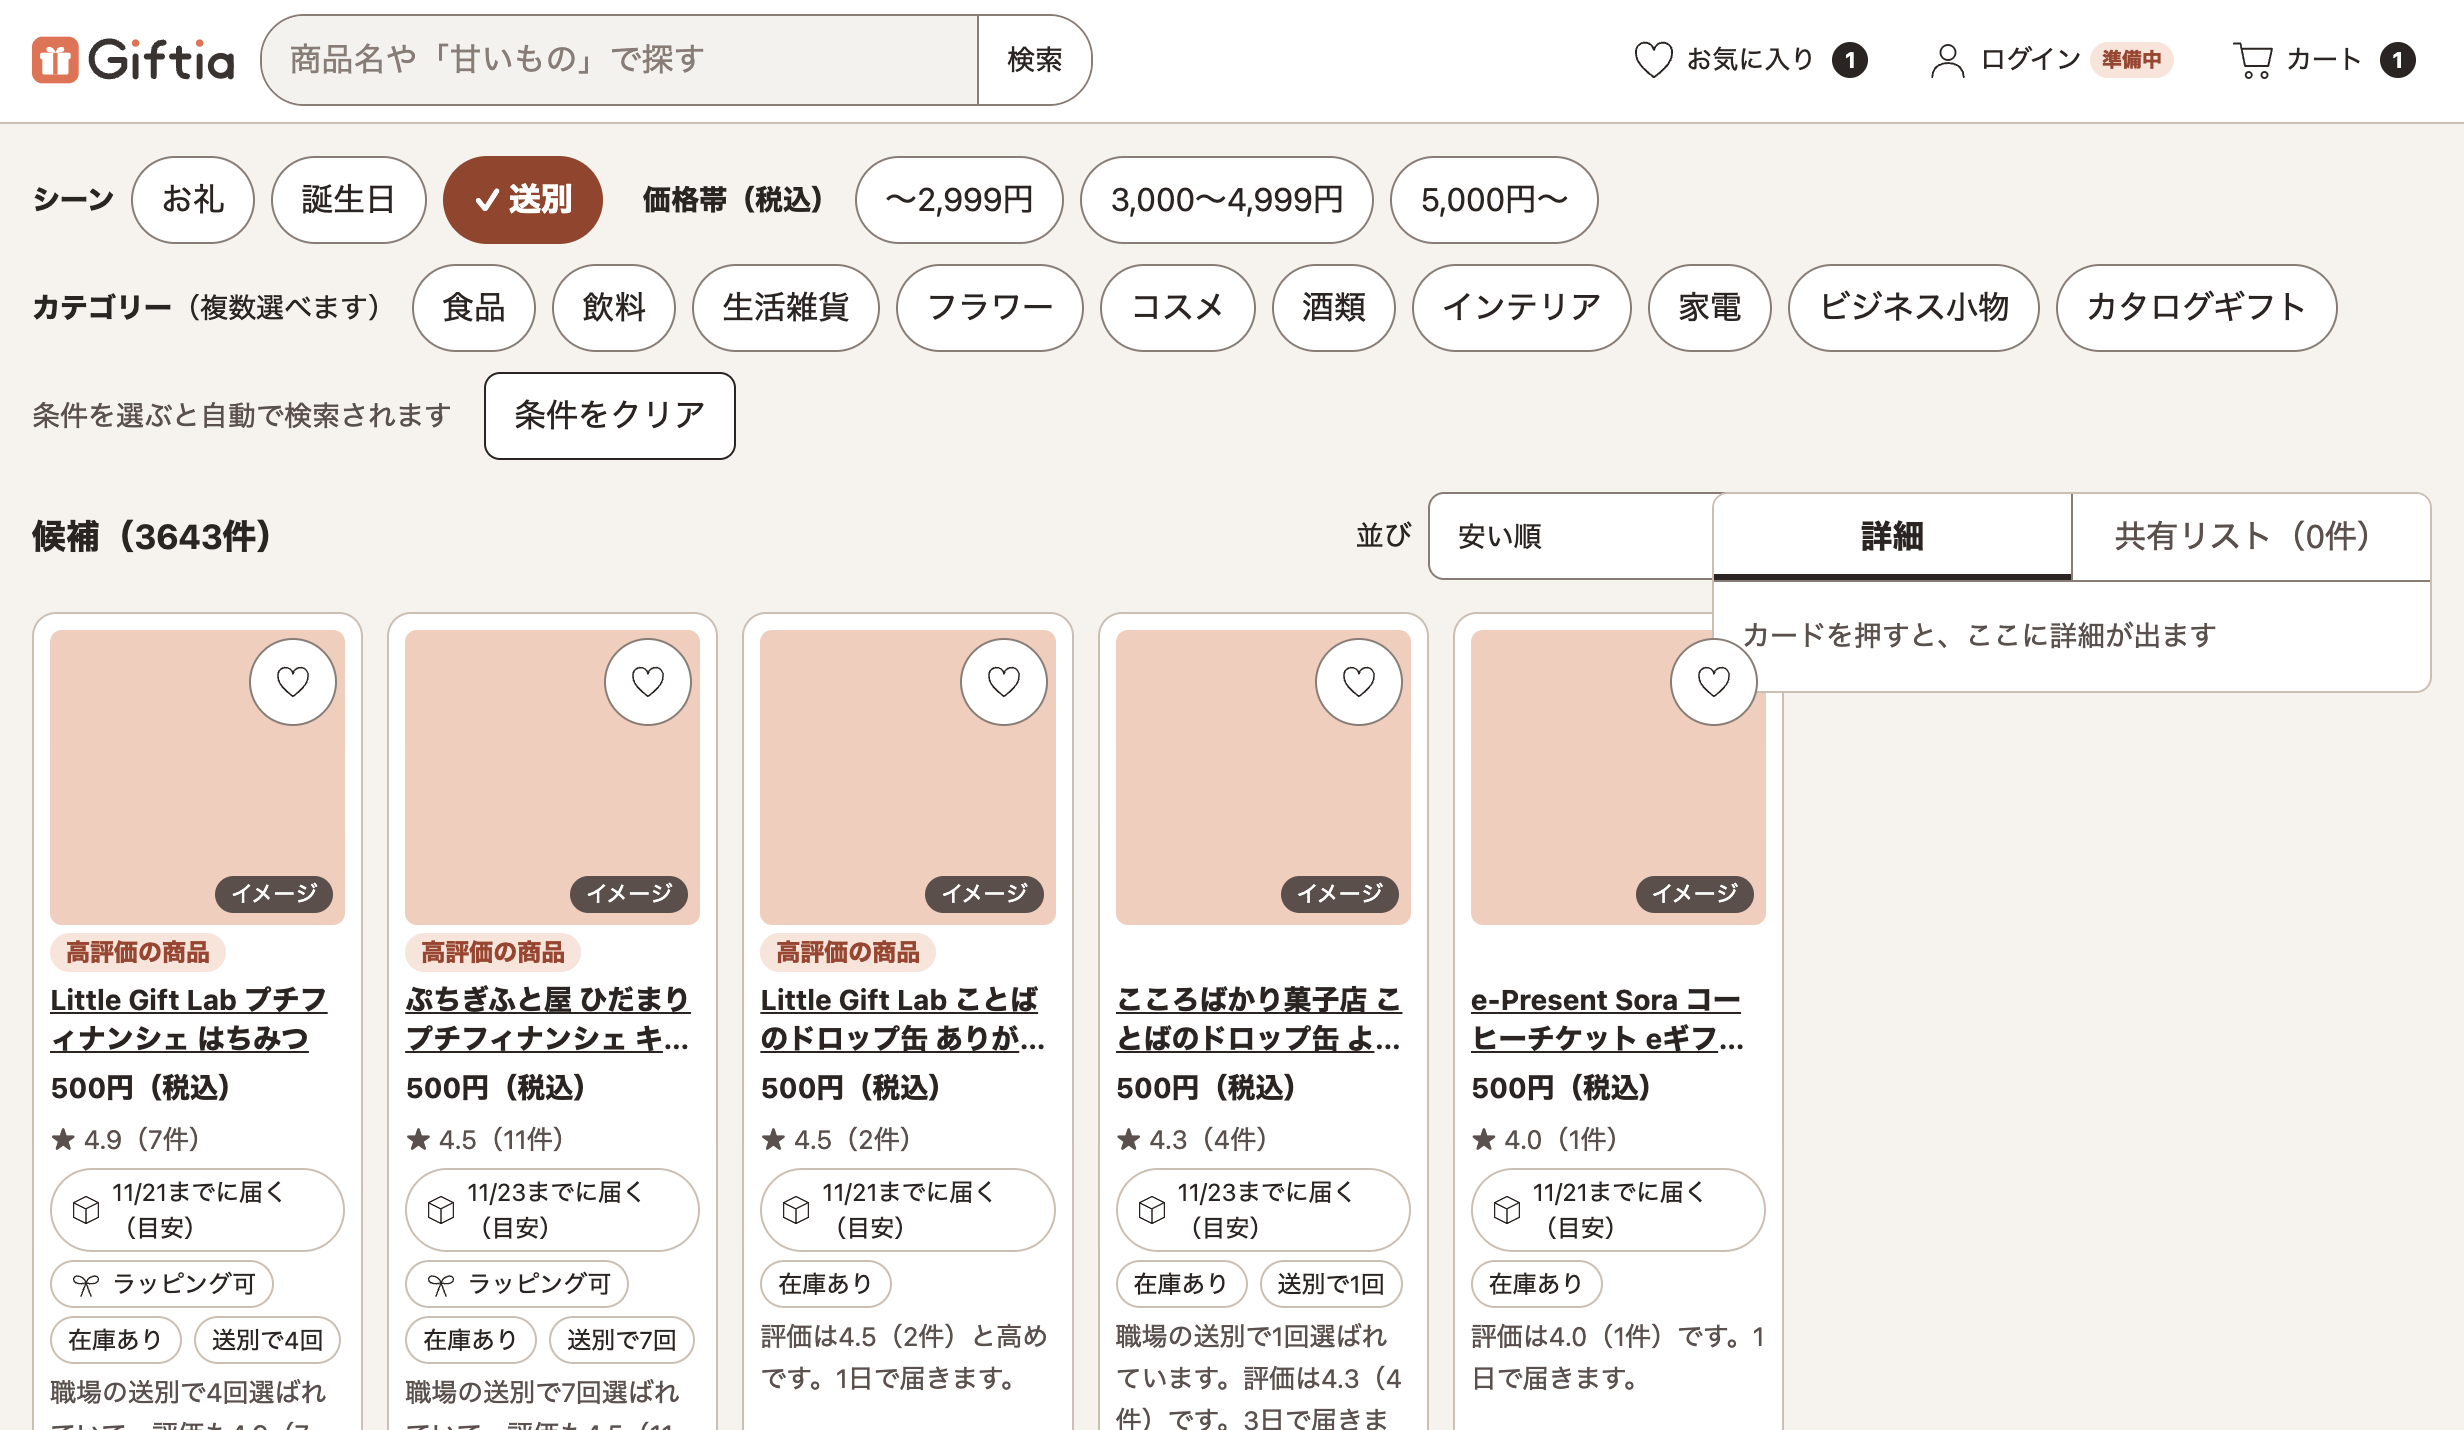 Giftia
商品名や「甘いもの」で探す
検索
お気に入り 1
ログイン 準備中
カート 1
シーン お礼 誕生日 送別 価格帯（税込） 〜2,999円 3,000〜4,999円 5,000円〜
カテゴリー（複数選べます） 食品 飲料 生活雑貨 フラワー コスメ 酒類 インテリア 家電 ビジネス小物 カタログギフト
条件を選ぶと自動で検索されます 条件をクリア
候補（3643件）
並び 安い順
詳細 共有リスト（0件）
カードを押すと、ここに詳細が出ます
イメージ
高評価の商品
Little Gift Lab プチフ
ィナンシェ はちみつ
500円（税込）
★ 4.9（7件）
11/21までに届く
（目安）
ラッピング可
在庫あり 送別で4回
職場の送別で4回選ばれ
イメージ
高評価の商品
ぷちぎふと屋 ひだまり
プチフィナンシェ キ…
500円（税込）
★ 4.5（11件）
11/23までに届く
（目安）
ラッピング可
在庫あり 送別で7回
職場の送別で7回選ばれ
イメージ
高評価の商品
Little Gift Lab ことば
のドロップ缶 ありが…
500円（税込）
★ 4.5（2件）
11/21までに届く
（目安）
在庫あり
評価は4.5（2件）と高め
です。1日で届きます。
イメージ
こころばかり菓子店 こ
とばのドロップ缶 よ…
500円（税込）
★ 4.3（4件）
11/23までに届く
（目安）
在庫あり 送別で1回
職場の送別で1回選ばれ
ています。評価は4.3（4
件）です。3日で届きま
イメージ
e-Present Sora コー
ヒーチケット eギフ…
500円（税込）
★ 4.0（1件）
11/21までに届く
（目安）
在庫あり
評価は4.0（1件）です。1
日で届きます。